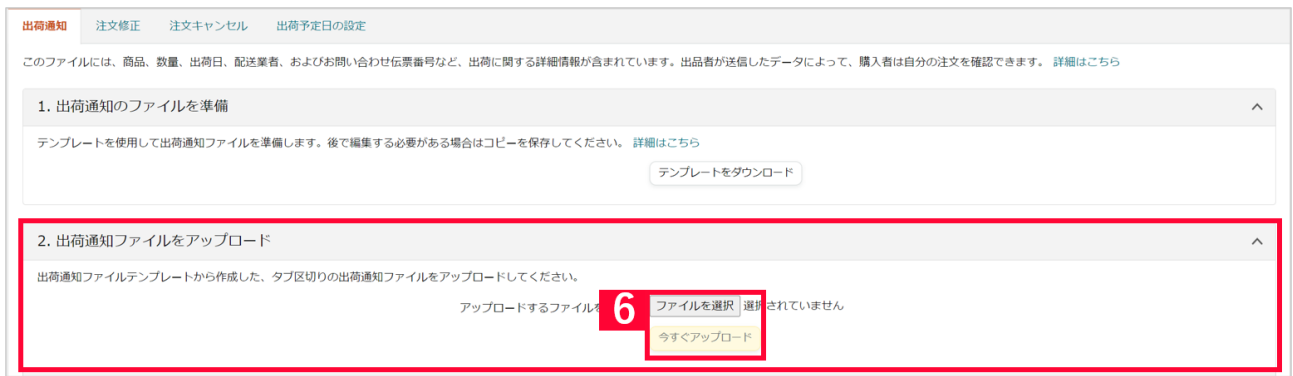 出荷通知 注文修正 注文キャンセル 出荷予定日の設定
このファイルには、商品、数量、出荷日、配送業者、およびお問い合わせ伝票番号など、出荷に関する詳細情報が含まれています。出品者が送信したデータによって、購入者は自分の注文を確認できます。 詳細はこちら
1. 出荷通知のファイルを準備
テンプレートを使用して出荷通知ファイルを準備します。後で編集する必要がある場合はコピーを保存してください。 詳細はこちら
テンプレートをダウンロード
2. 出荷通知ファイルをアップロード
出荷通知ファイルテンプレートから作成した、タブ区切りの出荷通知ファイルをアップロードしてください。
アップロードするファイルを 6 ファイルを選択 選択されていません
今すぐアップロード